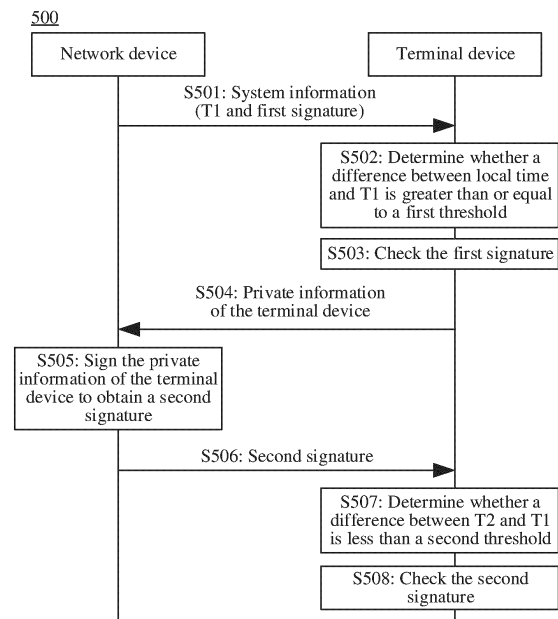 500
Network device
Terminal device
S501: System information
(T1 and first signature)
S502: Determine whether a
difference between local time
and T1 is greater than or equal
to a first threshold
S503: Check the first signature
S504: Private information
of the terminal device
S505: Sign the private
information of the terminal
device to obtain a second
signature
S506: Second signature
S507: Determine whether a
difference between T2 and T1
is less than a second threshold
S508: Check the second
signature